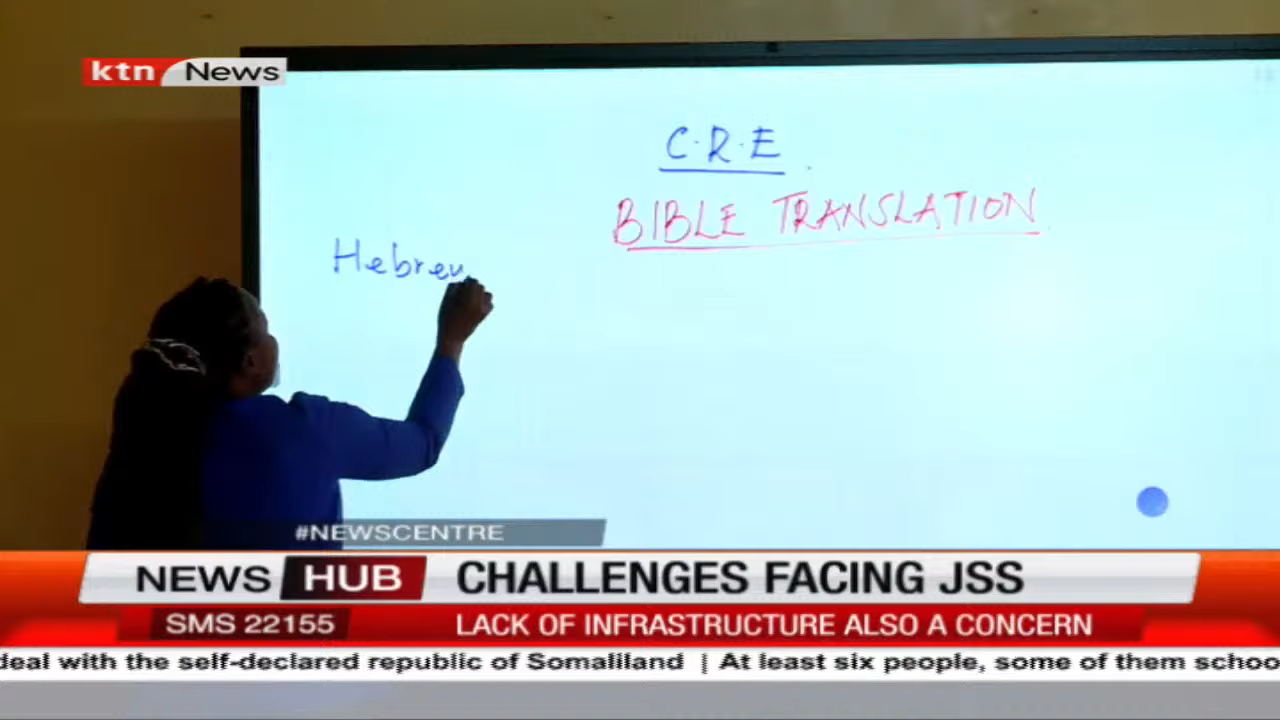 ktn News
C.R.E
BIBLE TRANSLATION
Hebrew
#NEWSCENTRE
NEWS HUB CHALLENGES FACING JSS
SMS 22155 LACK OF INFRASTRUCTURE ALSO A CONCERN
deal with the self-declared republic of Somaliland | At least six people, some of them schoo